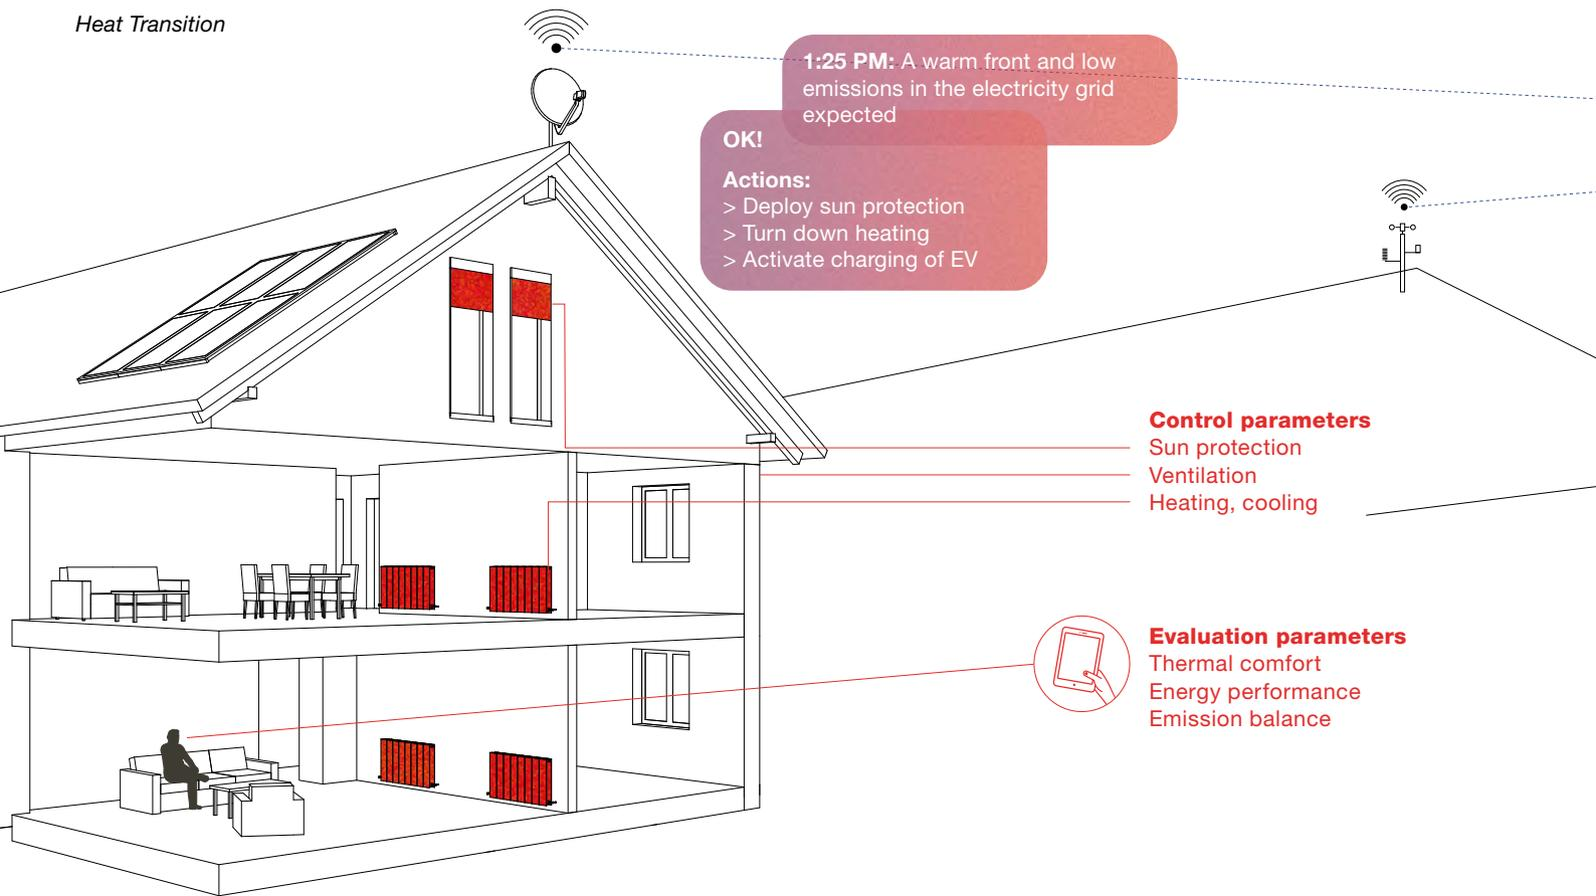 Heat Transition
1:25 PM: A warm front and low
emissions in the electricity grid
expected
OK!
Actions:
> Deploy sun protection
> Turn down heating
> Activate charging of EV
Control parameters
Sun protection
Ventilation
Heating, cooling
Evaluation parameters
Thermal comfort
Energy performance
Emission balance